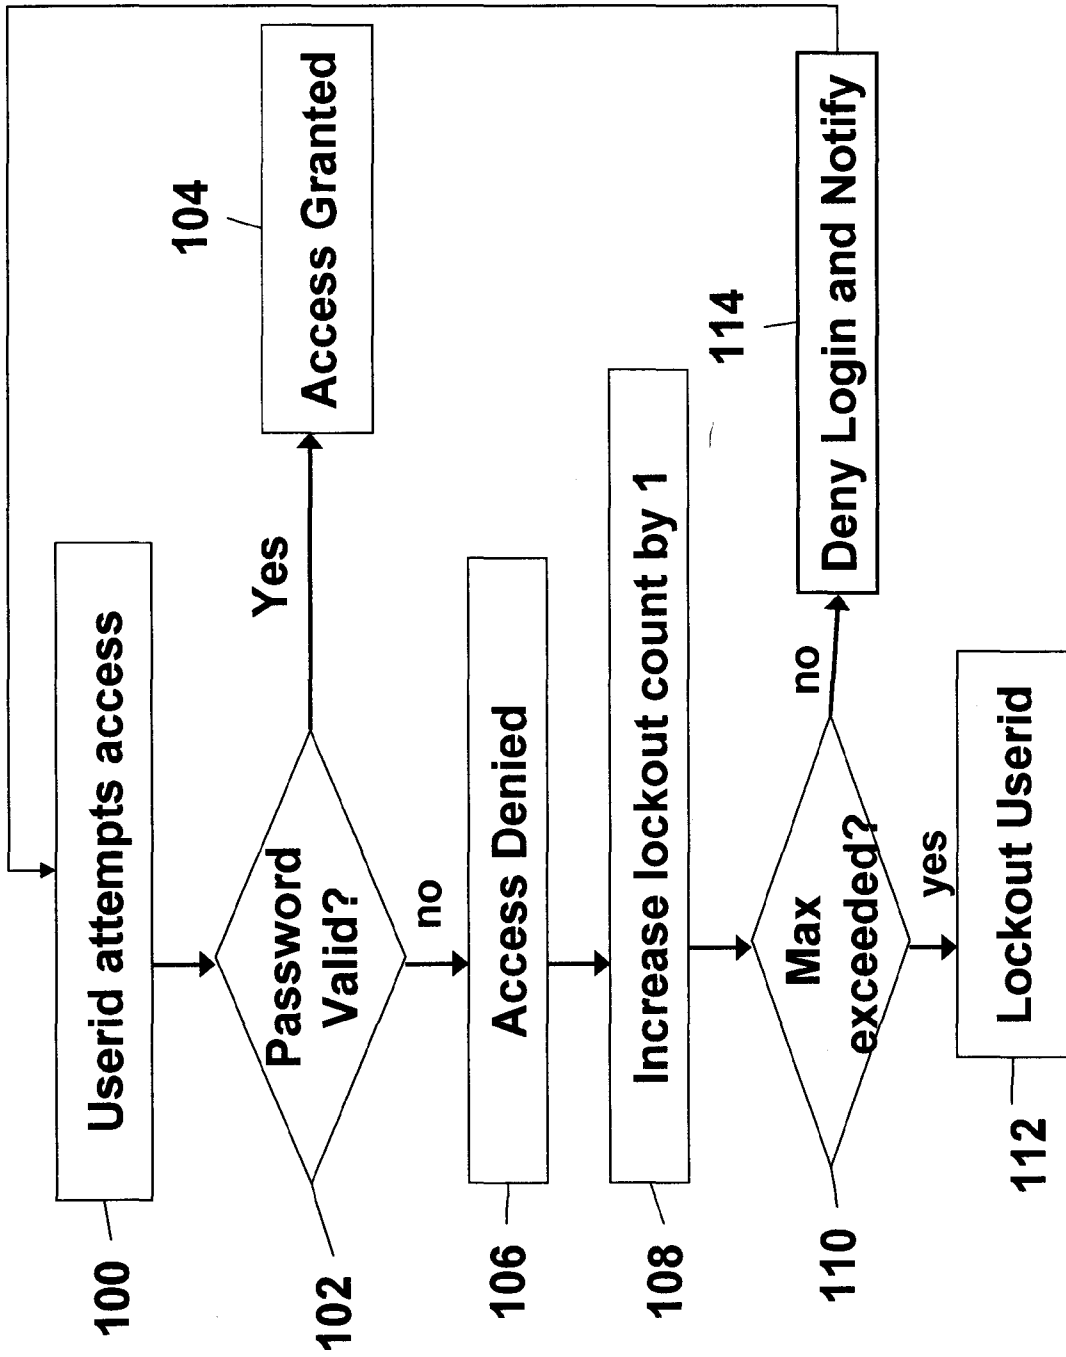 100
Userid attempts access
102
Password
Valid?
Yes
104
Access Granted
no
106
Access Denied
108
Increase lockout count by 1
110
Max
exceeded?
no
114
Deny Login and Notify
yes
112
Lockout Userid